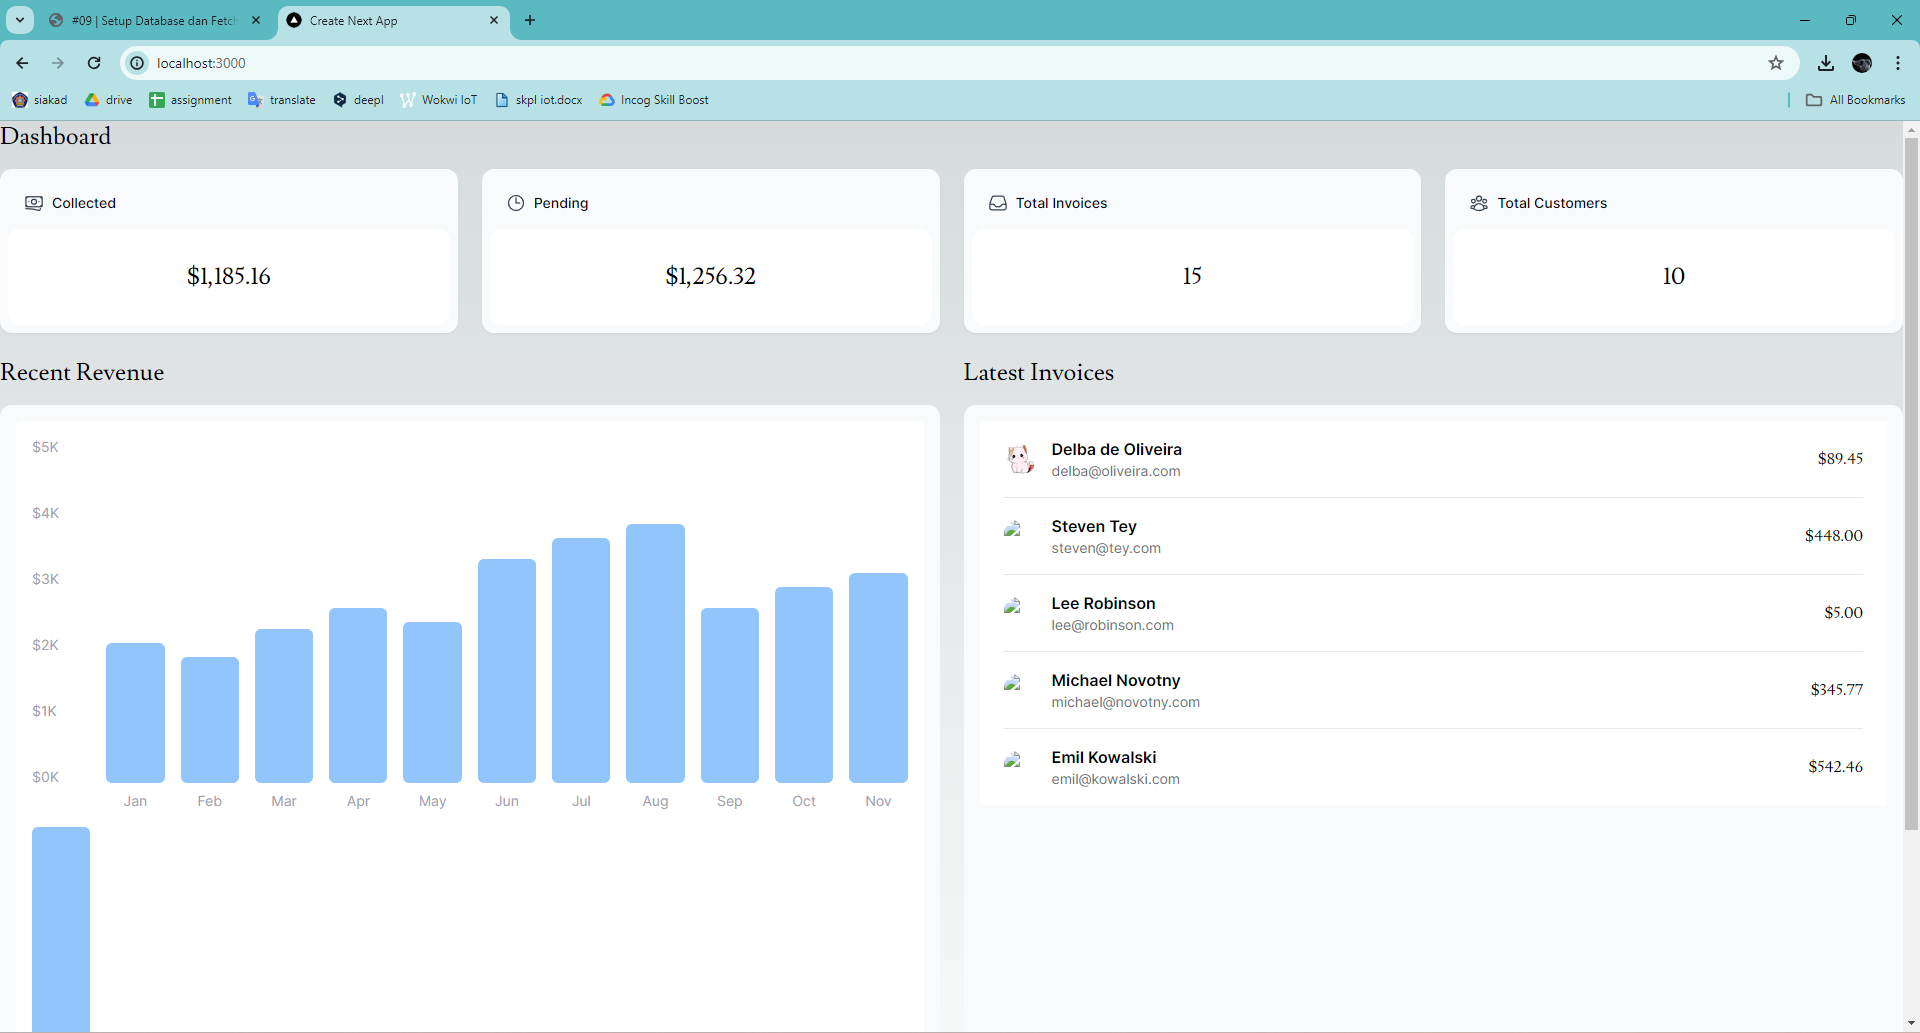 #09 | Setup Database dan Fetch
Create Next App
localhost:3000
siakad
drive
assignment
translate
deepl
Wokwi IoT
skpl iot.docx
Incog Skill Boost
All Bookmarks
Dashboard
Collected
$1,185.16
Pending
$1,256.32
Total Invoices
15
Total Customers
10
Recent Revenue
$5K
$4K
$3K
$2K
$1K
$0K
Jan Feb Mar Apr May Jun Jul Aug Sep Oct Nov
Latest Invoices
Delba de Oliveira
delba@oliveira.com
$89.45
Steven Tey
steven@tey.com
$448.00
Lee Robinson
lee@robinson.com
$5.00
Michael Novotny
michael@novotny.com
$345.77
Emil Kowalski
emil@kowalski.com
$542.46